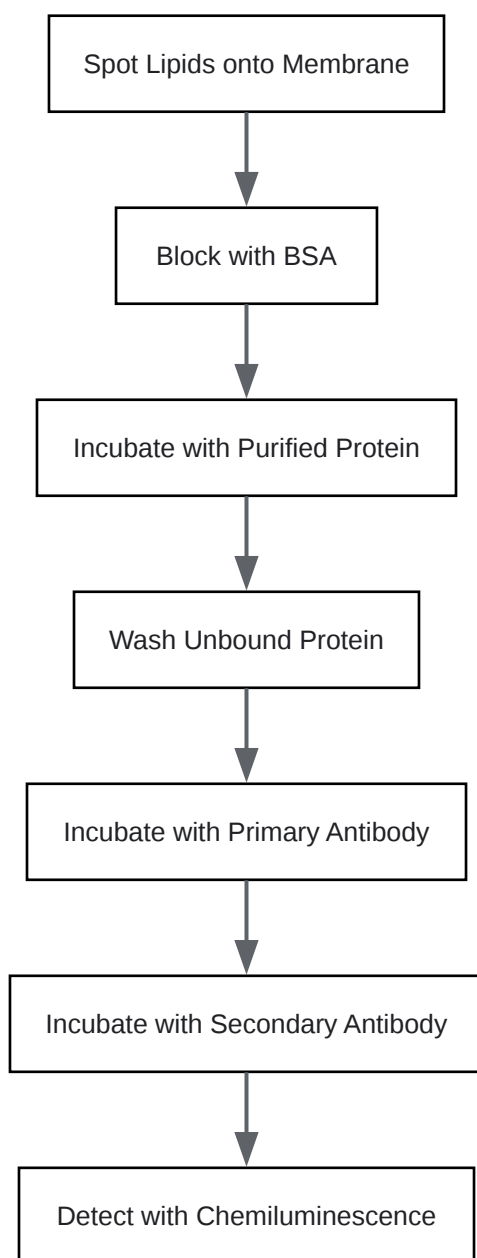 Spot Lipids onto Membrane
Block with BSA
Incubate with Purified Protein
Wash Unbound Protein
Incubate with Primary Antibody
Incubate with Secondary Antibody
Detect with Chemiluminescence